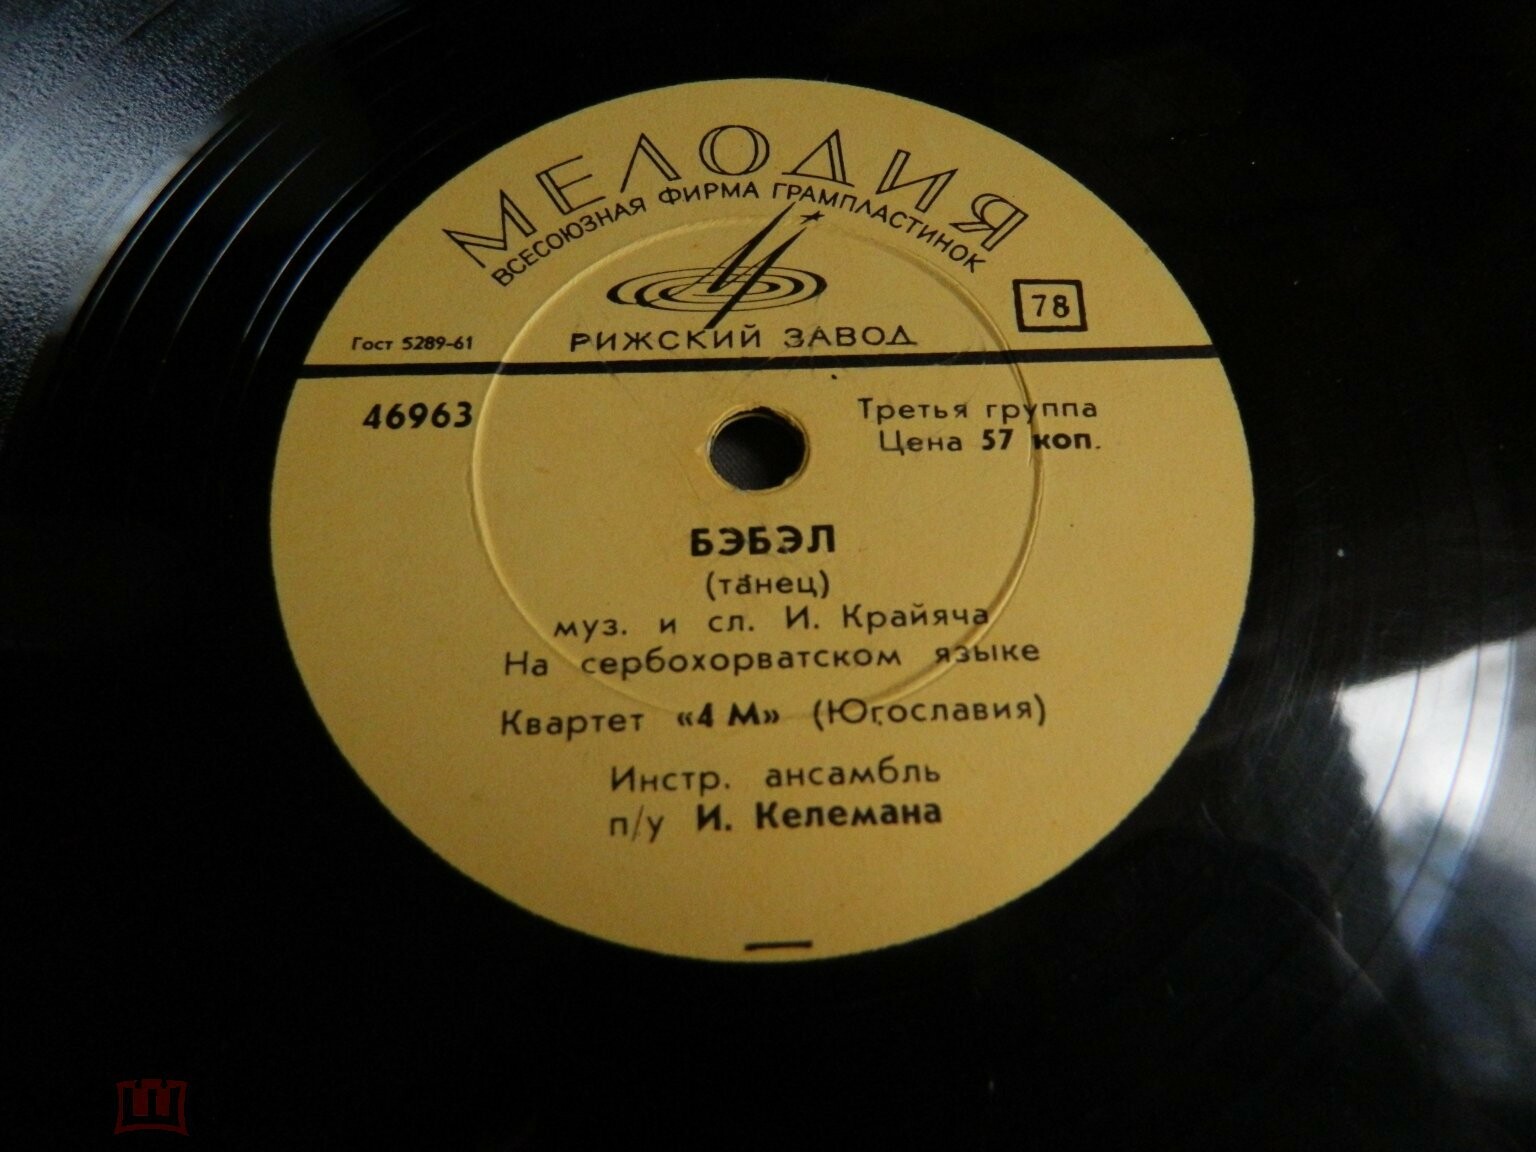 МЕЛОДИЯ
ВСЕСОЮЗНАЯ ФИРМА ГРАМПЛАСТИНОК
78
Гост 5289-61
РИЖСКИЙ ЗАВОД
46963
Третья группа
Цена 57 коп.
БЭБЭЛ
(танец)
муз. и сл. И. Крайяча
На сербохорватском языке
Квартет «4 М» (Югославия)
Инстр. ансамбль
п/у И. Келемана